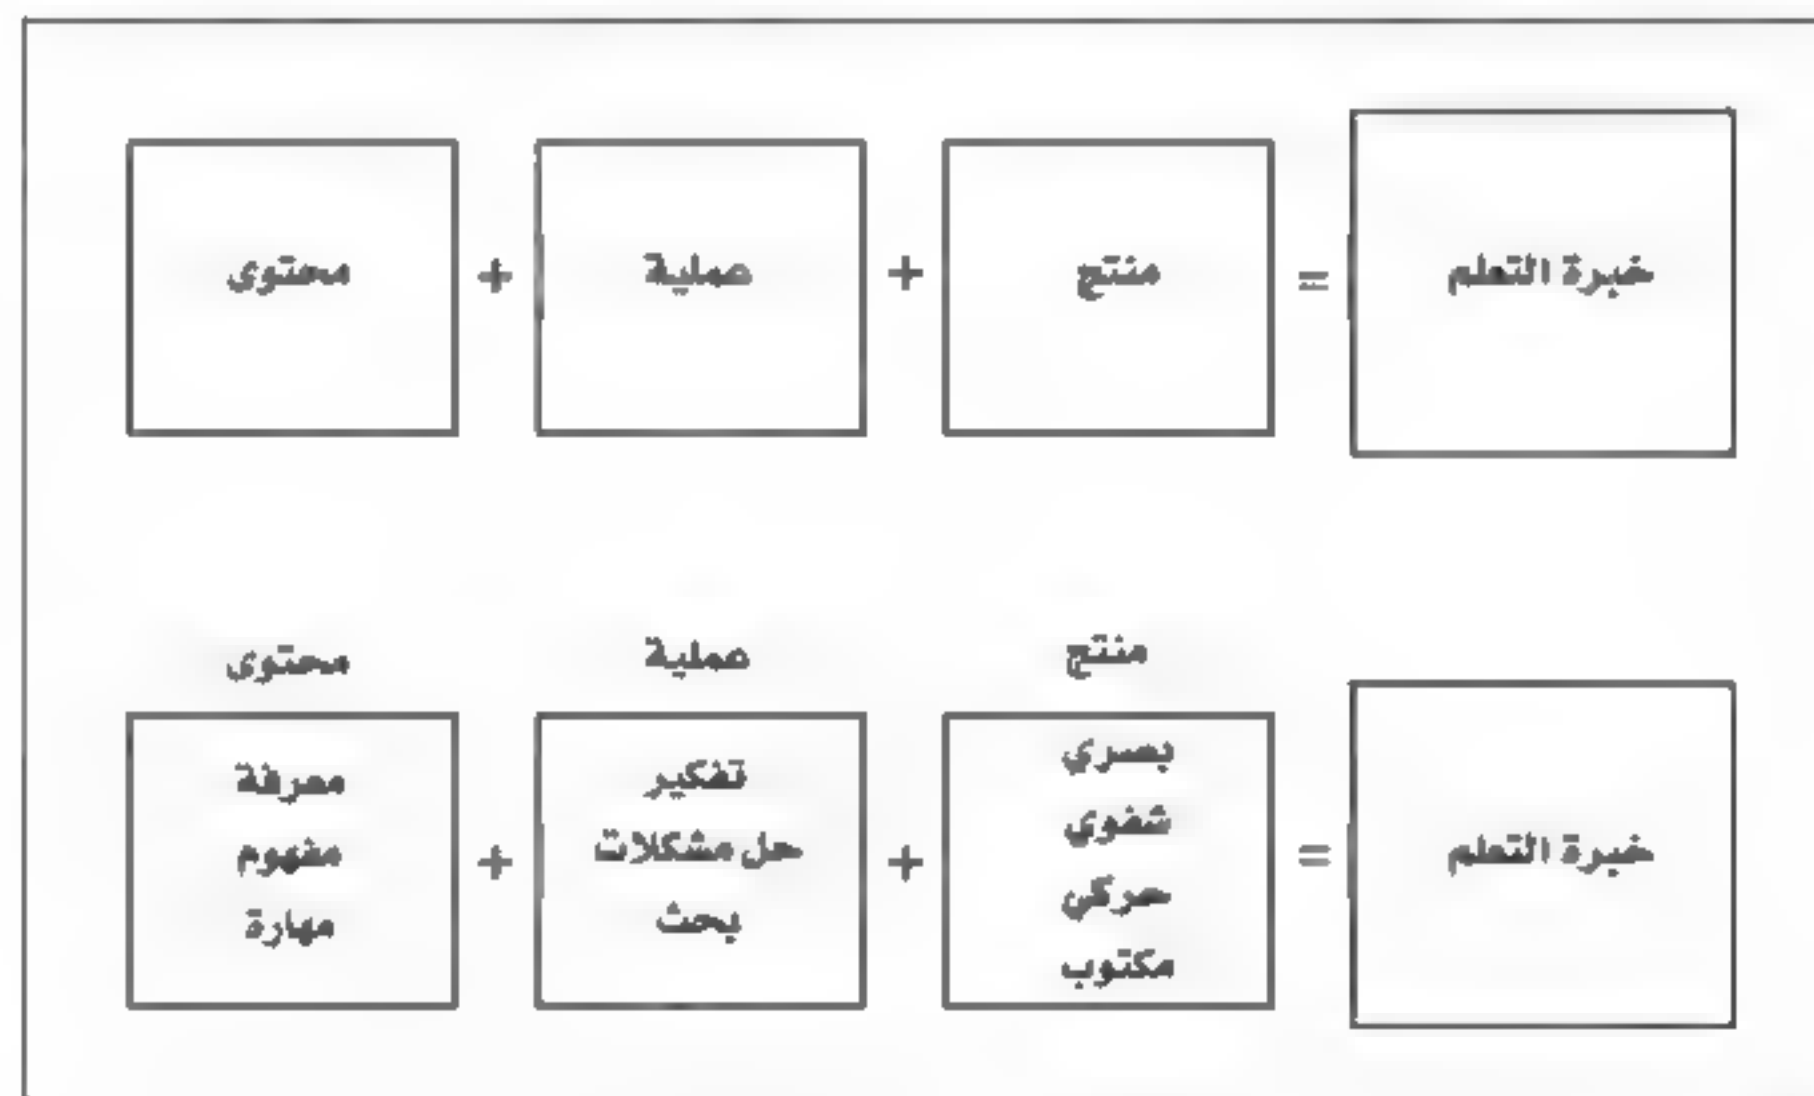 محتوى + عملية + منتج = خبرة التعلم
محتوى
معرفة
مفهوم
مهارة
+
عملية
تفكير
حل مشكلات
بحث
+
منتج
بصري
شفوي
حركي
مكتوب
=
خبرة التعلم